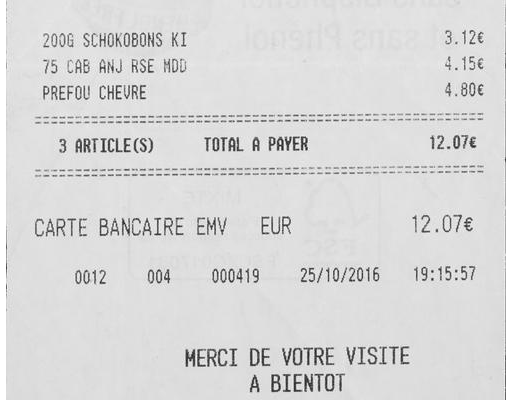 200G SCHOKOBONS KI 3.12€
75 CAB ANJ RSE MDD 4.15€
PREFOU CHEVRE 4.80€
3 ARTICLE(S) TOTAL A PAYER 12.07€
CARTE BANCAIRE EMV EUR 12.07€
0012 004 000419 25/10/2016 19:15:57
MERCI DE VOTRE VISITE
A BIENTOT